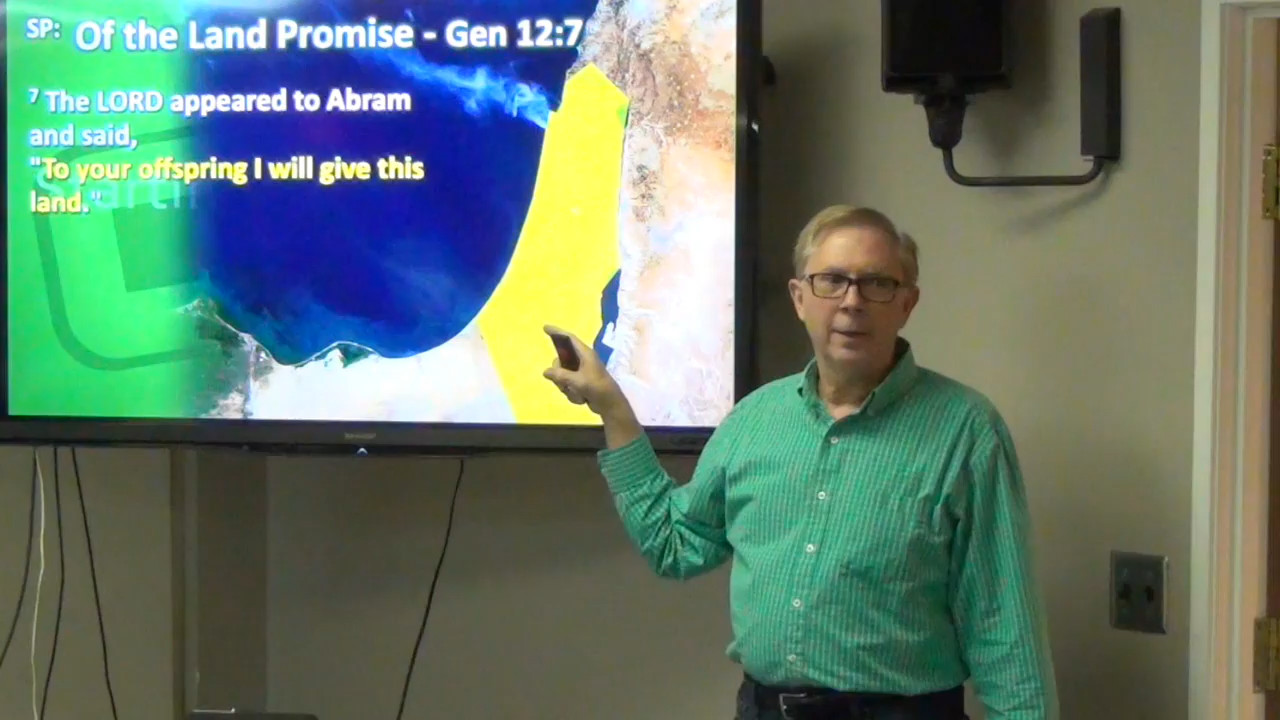 SP: Of the Land Promise - Gen 12:7
7 The LORD appeared to Abram
and said,
"To your offspring I will give this
land."
SHARP